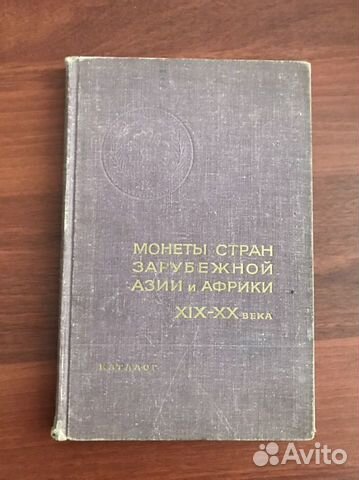 МОНЕТЫ СТРАН
ЗАРУБЕЖНОЙ
АЗИИ и АФРИКИ
XIX-XX ВЕКА
КАТАЛОГ
Avito